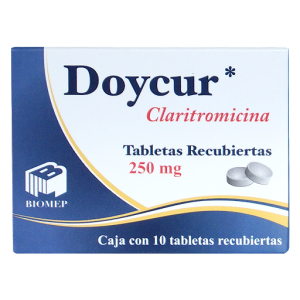 Doycur*
Claritromicina
Tabletas Recubiertas
250 mg
BIOMEP
Caja con 10 tabletas recubiertas